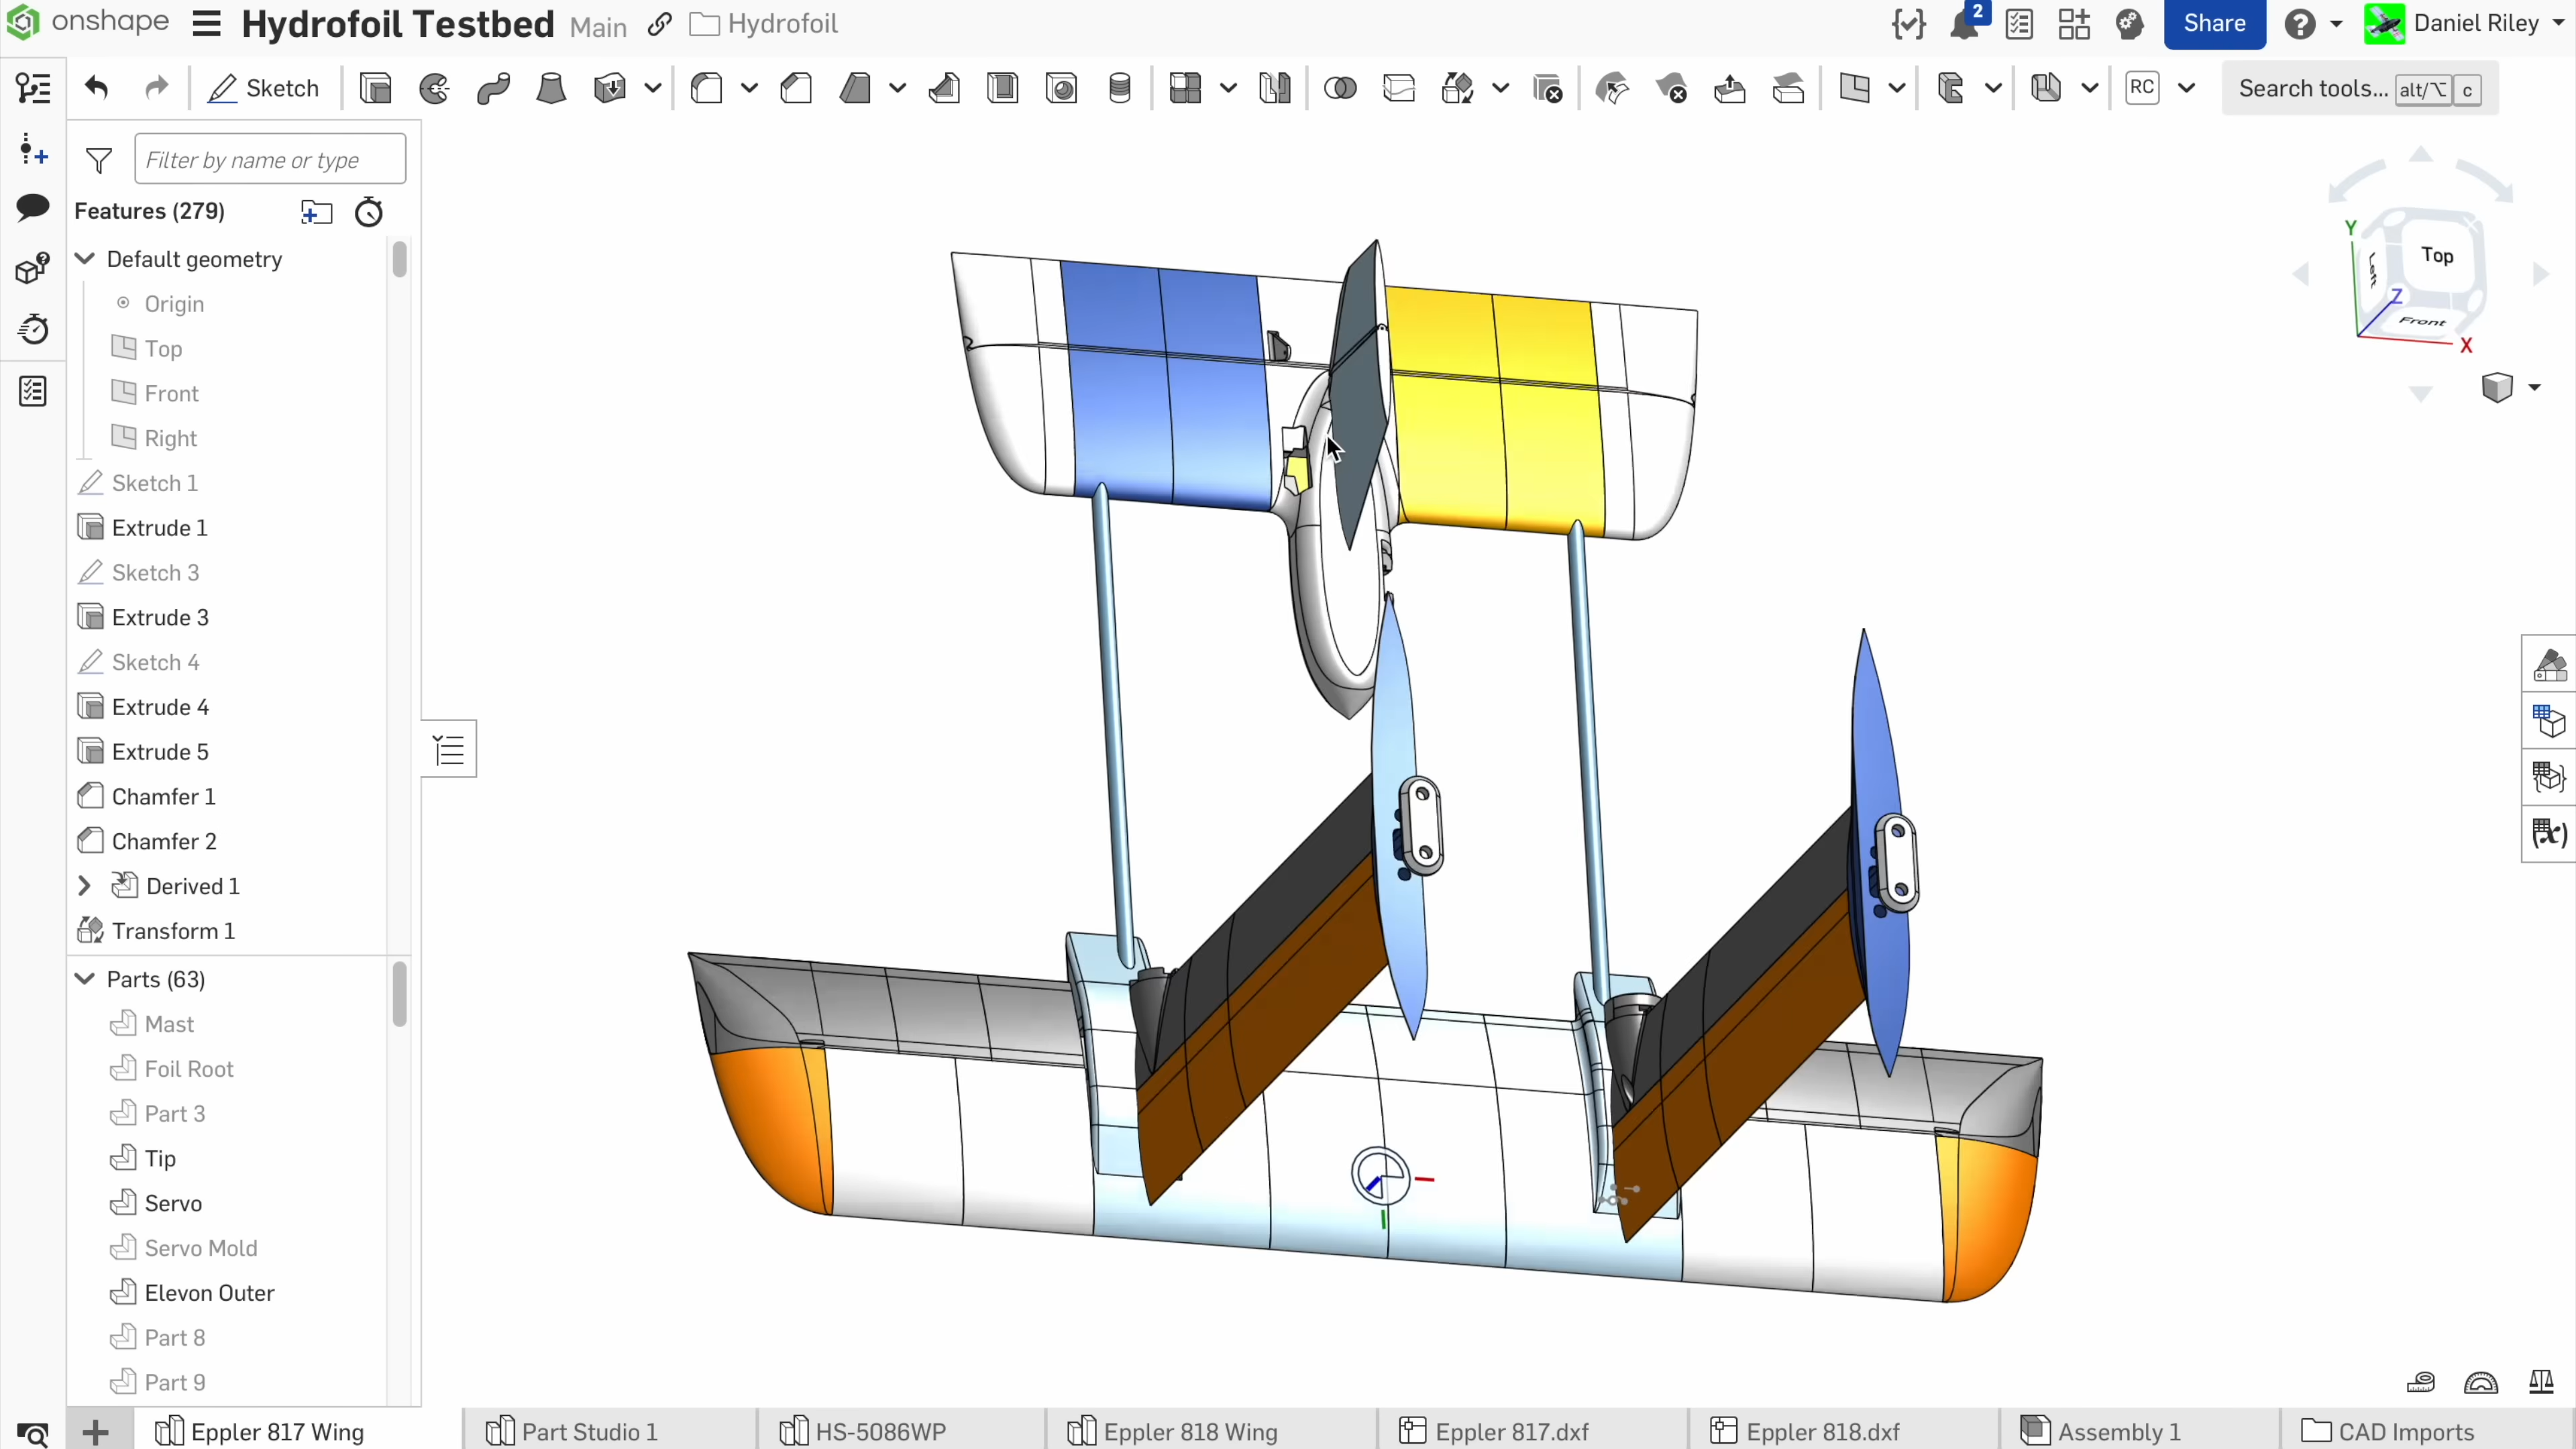 onshape Hydrofoil Testbed Main Hydrofoil 2 Share Daniel Riley
Sketch RC Search tools... alt/⌥ c
Filter by name or type
Features (279)
Default geometry
Origin
Top
Front
Right
Sketch 1
Extrude 1
Sketch 3
Extrude 3
Sketch 4
Extrude 4
Extrude 5
Chamfer 1
Chamfer 2
Derived 1
Transform 1
Parts (63)
Mast
Foil Root
Part 3
Tip
Servo
Servo Mold
Elevon Outer
Part 8
Part 9
Y
Top
Left
Z
Front
X
Eppler 817 Wing Part Studio 1 HS-5086WP Eppler 818 Wing Eppler 817.dxf Eppler 818.dxf Assembly 1 CAD Imports